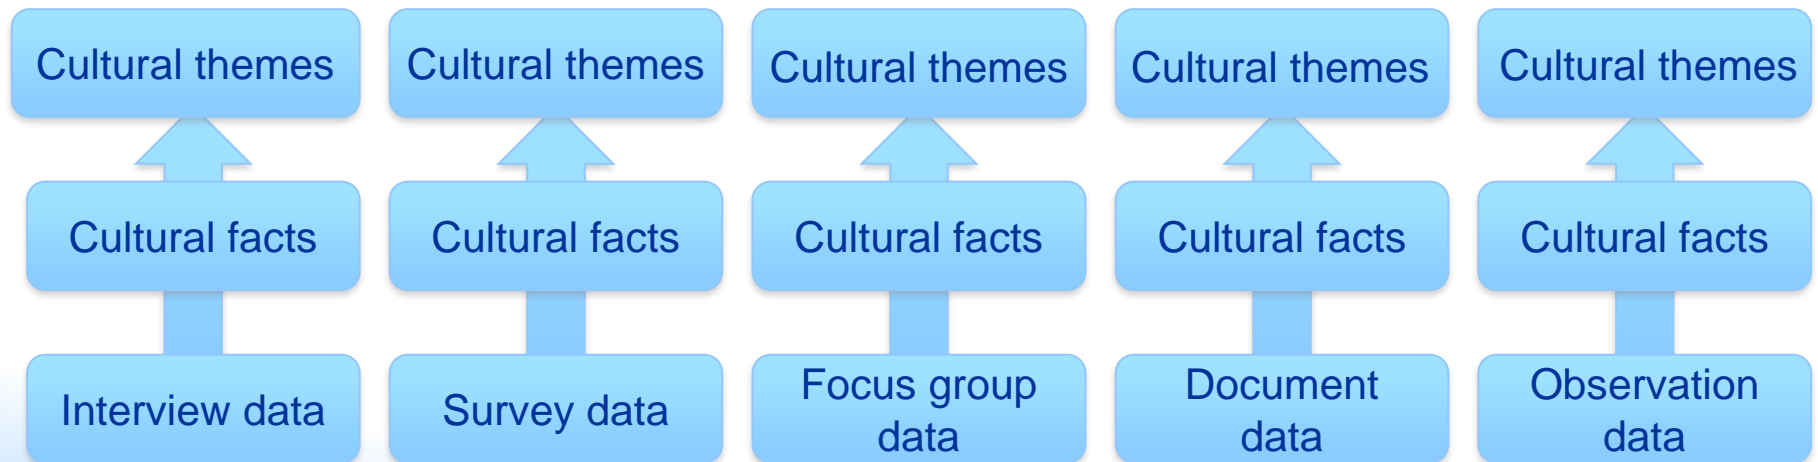 Cultural themes
Cultural themes
Cultural themes
Cultural themes
Cultural themes
Cultural facts
Cultural facts
Cultural facts
Cultural facts
Cultural facts
Interview data
Survey data
Focus group
data
Document
data
Observation
data